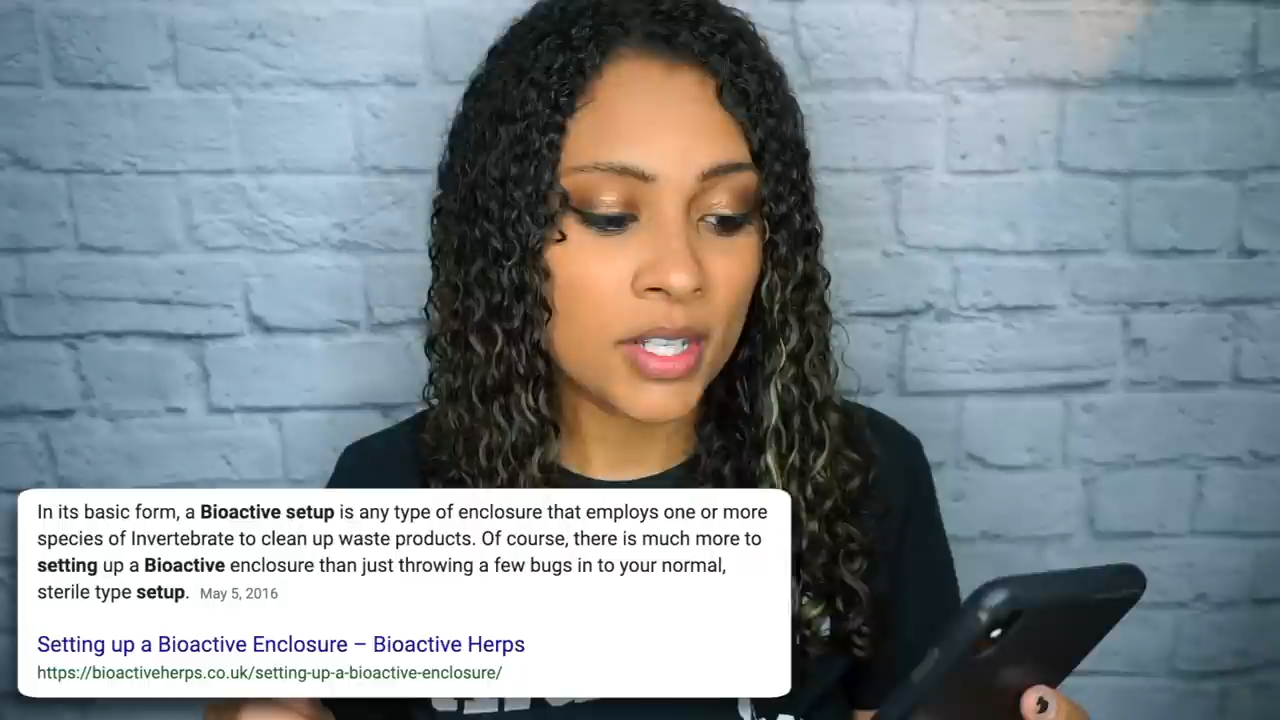 In its basic form, a Bioactive setup is any type of enclosure that employs one or more
species of Invertebrate to clean up waste products. Of course, there is much more to
setting up a Bioactive enclosure than just throwing a few bugs in to your normal,
sterile type setup. May 5, 2016
Setting up a Bioactive Enclosure – Bioactive Herps
https://bioactiveherps.co.uk/setting-up-a-bioactive-enclosure/